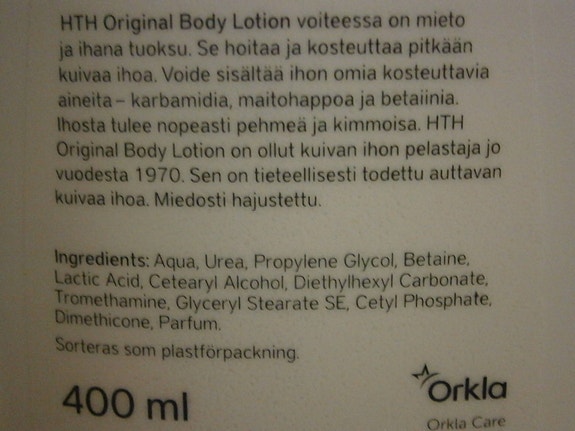 HTH Original Body Lotion voiteessa on mieto
ja ihana tuoksu. Se hoitaa ja kosteuttaa pitkään
kuivaa ihoa. Voide sisältää ihon omia kosteuttavia
aineita – karbamidia, maitohappoa ja betaiinia.
Ihosta tulee nopeasti pehmeä ja kimmoisa. HTH
Original Body Lotion on ollut kuivan ihon pelastaja jo
vuodesta 1970. Sen on tieteellisesti todettu auttavan
kuivaa ihoa. Miedosti hajustettu.
Ingredients: Aqua, Urea, Propylene Glycol, Betaine,
Lactic Acid, Cetearyl Alcohol, Diethylhexyl Carbonate,
Tromethamine, Glyceryl Stearate SE, Cetyl Phosphate,
Dimethicone, Parfum.
Sorteras som plastförpackning.
400 ml
Orkla
Orkla Care